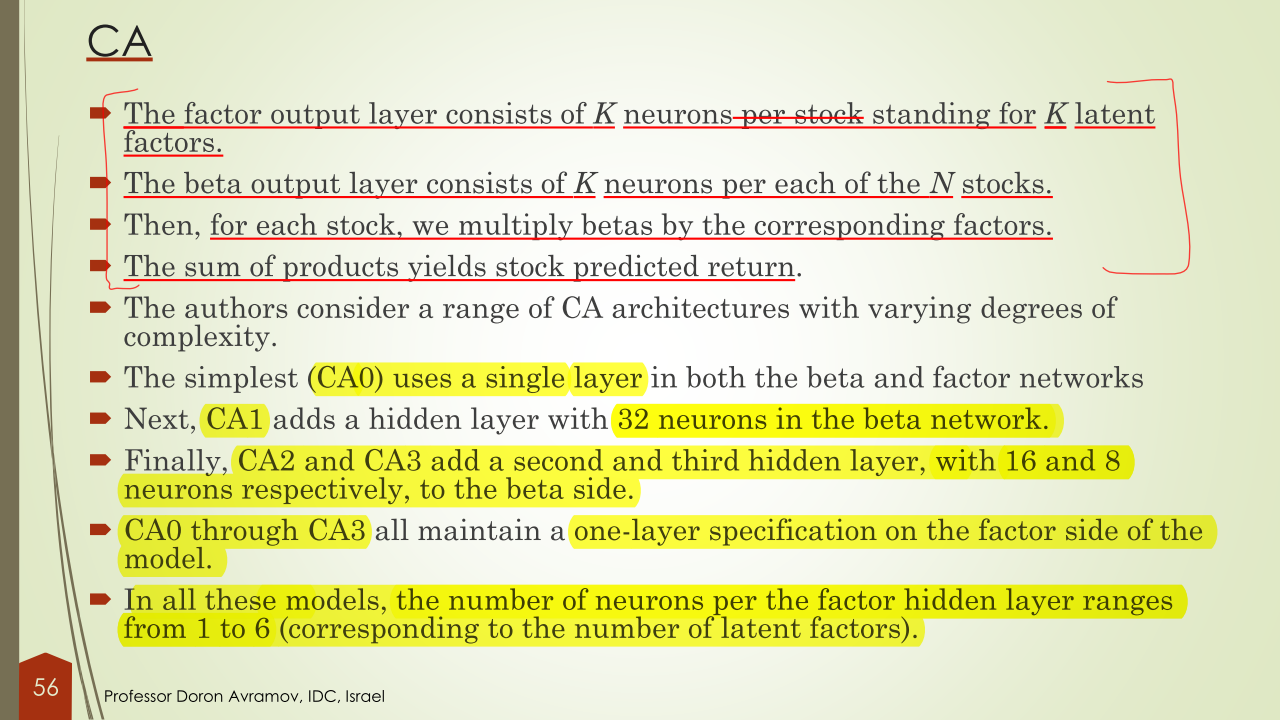 CA
The factor output layer consists of K neurons per stock standing for K latent
factors.
The beta output layer consists of K neurons per each of the N stocks.
Then, for each stock, we multiply betas by the corresponding factors.
The sum of products yields stock predicted return.
The authors consider a range of CA architectures with varying degrees of
complexity.
The simplest (CA0) uses a single layer in both the beta and factor networks
Next, CA1 adds a hidden layer with 32 neurons in the beta network.
Finally, CA2 and CA3 add a second and third hidden layer, with 16 and 8
neurons respectively, to the beta side.
CA0 through CA3 all maintain a one-layer specification on the factor side of the
model.
In all these models, the number of neurons per the factor hidden layer ranges
from 1 to 6 (corresponding to the number of latent factors).
56
Professor Doron Avramov, IDC, Israel